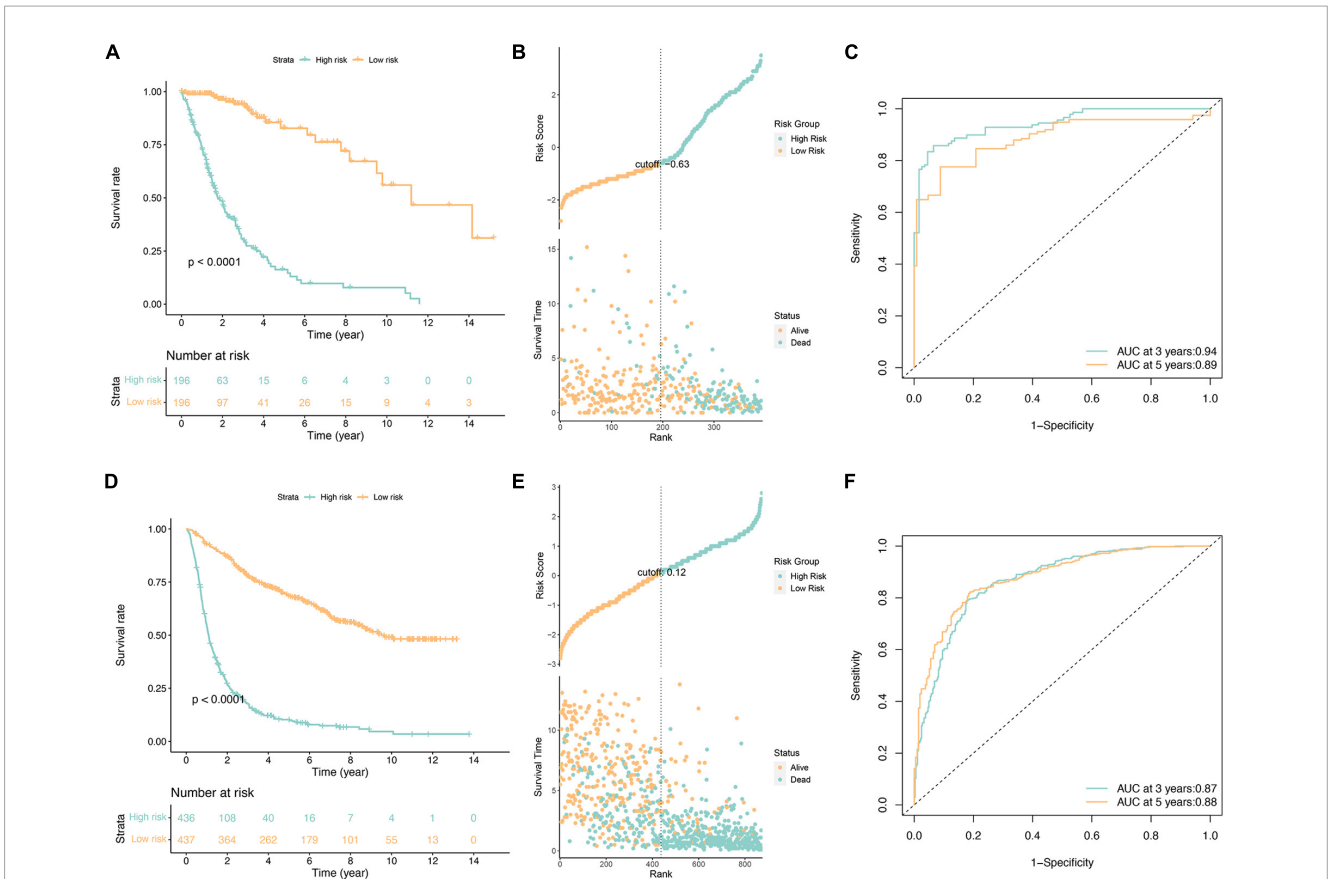 A
Strata High risk Low risk
1.00
0.75
0.50
0.25
0.00
Survival rate
p < 0.0001
0 2 4 6 8 10 12 14
Time (year)
Number at risk
Strata
High risk 196 63 15 6 4 3 0 0
Low risk 196 97 41 26 15 9 4 3
0 2 4 6 8 10 12 14
Time (year)
B
2
0
−2
Risk Score
cutoff: −0.63
Risk Group
High Risk
Low Risk
15
10
5
0
Survival Time
Status
Alive
Dead
0 100 200 300
Rank
C
1.0
0.8
0.6
0.4
0.2
0.0
Sensitivity
AUC at 3 years:0.94
AUC at 5 years:0.89
0.0 0.2 0.4 0.6 0.8 1.0
1−Specificity
D
Strata High risk Low risk
1.00
0.75
0.50
0.25
0.00
Survival rate
p < 0.0001
0 2 4 6 8 10 12 14
Time (year)
Number at risk
Strata
High risk 436 108 40 16 7 4 1 0
Low risk 437 364 262 179 101 55 13 0
0 2 4 6 8 10 12 14
Time (year)
E
3
2
1
0
−1
−2
−3
Risk Score
cutoff: 0.12
Risk Group
High Risk
Low Risk
10
5
0
Survival Time
Status
Alive
Dead
0 200 400 600 800
Rank
F
1.0
0.8
0.6
0.4
0.2
0.0
Sensitivity
AUC at 3 years:0.87
AUC at 5 years:0.88
0.0 0.2 0.4 0.6 0.8 1.0
1−Specificity